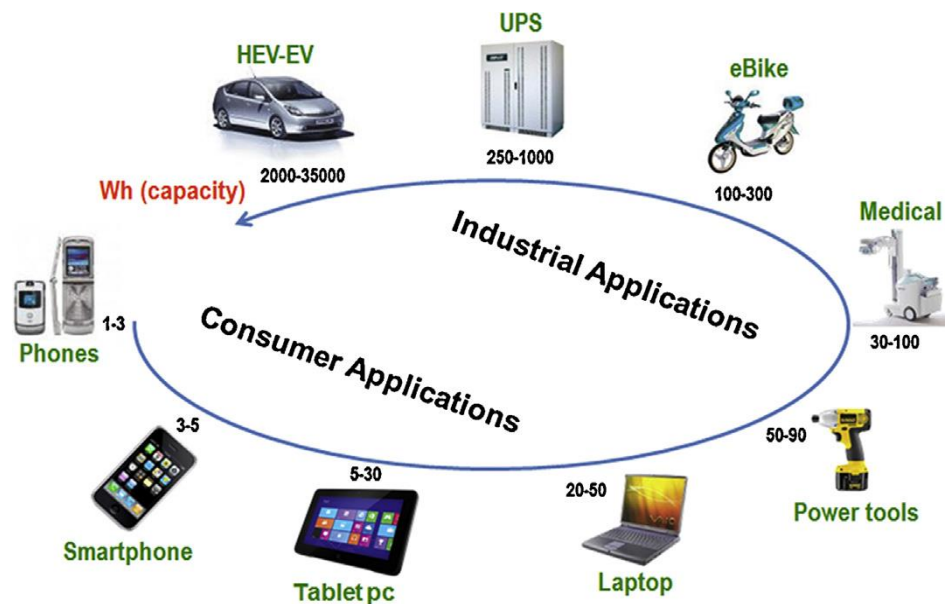 UPS
HEV-EV
eBike
250-1000
2000-35000
100-300
Wh (capacity)
Medical
Industrial Applications
1-3
Phones
Consumer Applications
30-100
3-5
50-90
5-30
20-50
Smartphone
Tablet pc
Laptop
Power tools